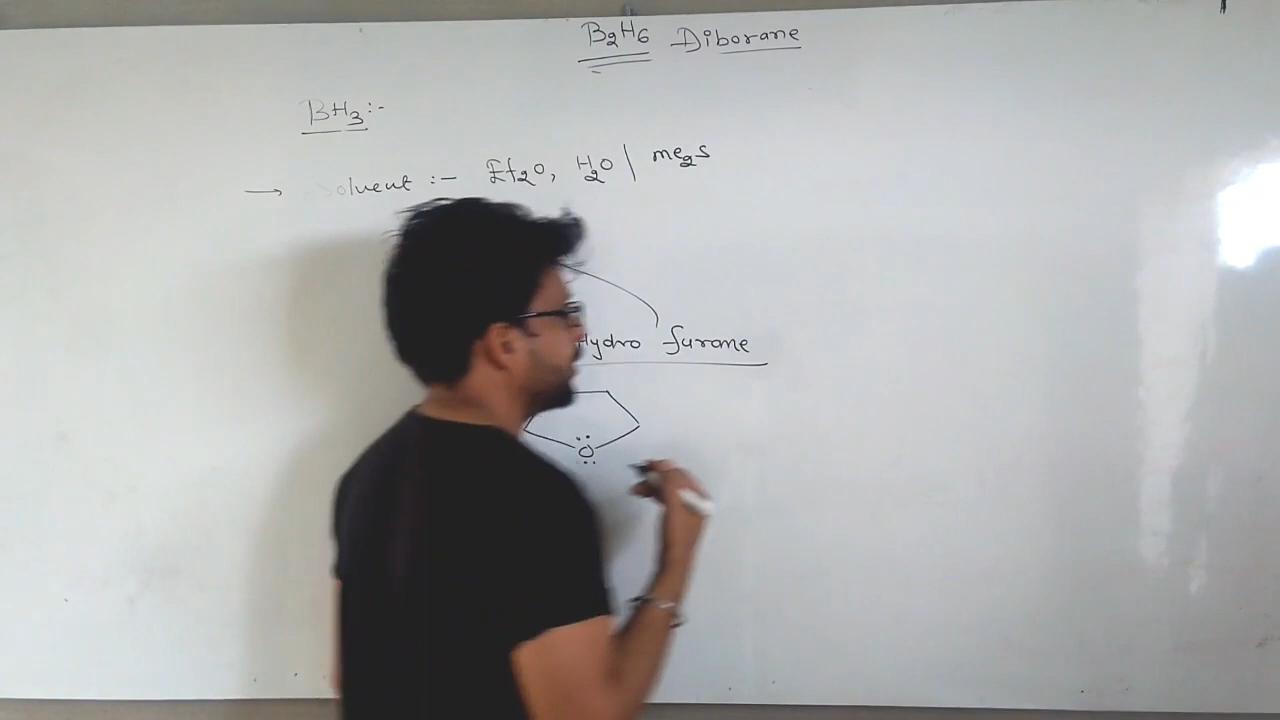 B2H6 Diborane
BH3:-
→ Solvent :- Et2O, H2O | me2S
Hydro furane
Ö